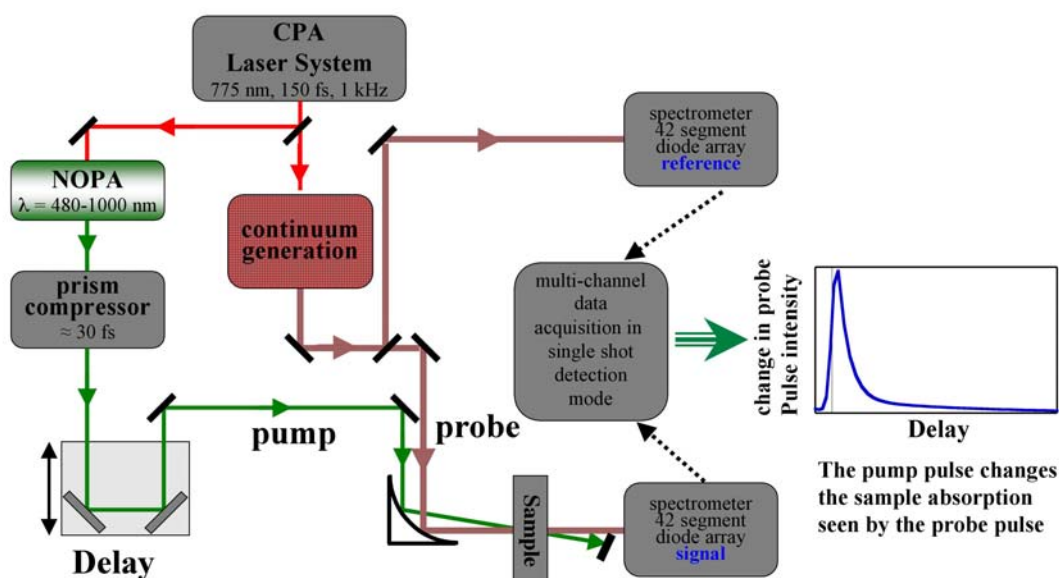 CPA
Laser System
775 nm, 150 fs, 1 kHz
NOPA
λ = 480-1000 nm
continuum
generation
prism
compressor
≈ 30 fs
spectrometer
42 segment
diode array
reference
multi-channel
data
acquisition in
single shot
detection
mode
change in probe
Pulse intensity
Delay
The pump pulse changes
the sample absorption
seen by the probe pulse
pump
probe
Delay
Sample
spectrometer
42 segment
diode array
signal